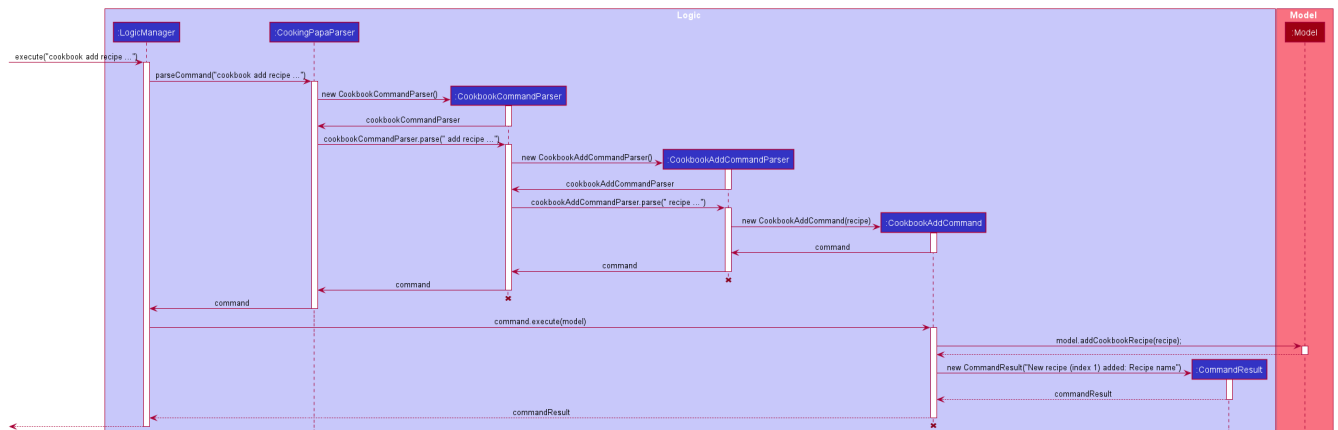 Logic
Model
:LogicManager
:CookingPapaParser
:Model
execute("cookbook add recipe ...")
parseCommand("cookbook add recipe ...")
new CookbookCommandParser()
:CookbookCommandParser
cookbookCommandParser
cookbookCommandParser.parse(" add recipe ...")
new CookbookAddCommandParser()
:CookbookAddCommandParser
cookbookAddCommandParser
cookbookAddCommandParser.parse(" recipe ...")
new CookbookAddCommand(recipe)
:CookbookAddCommand
command
command
command
command
command.execute(model)
model.addCookbookRecipe(recipe);
new CommandResult("New recipe (index 1) added: Recipe name")
:CommandResult
commandResult
commandResult